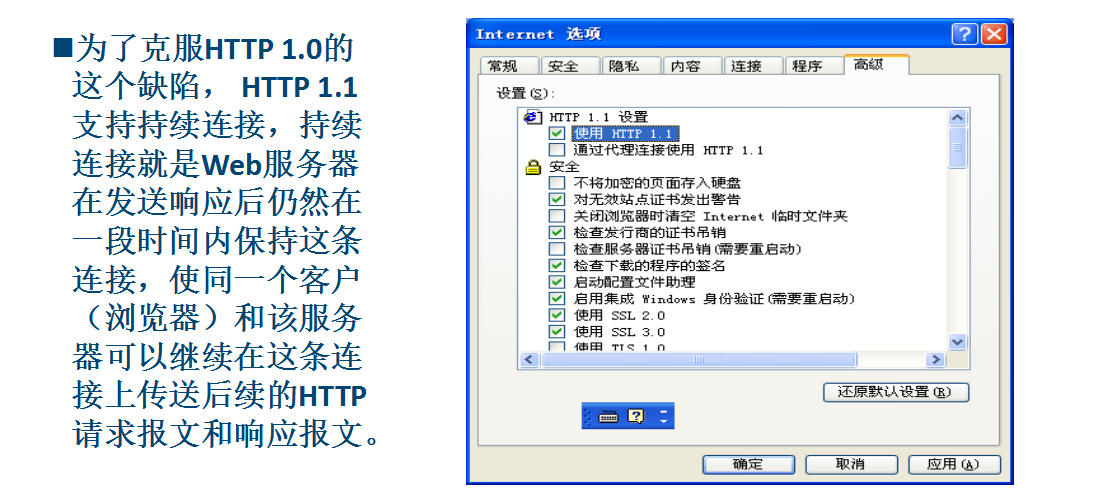 ■为了克服HTTP 1.0的
这个缺陷， HTTP 1.1
支持持续连接，持续
连接就是Web服务器
在发送响应后仍然在
一段时间内保持这条
连接，使同一个客户
（浏览器）和该服务
器可以继续在这条连
接上传送后续的HTTP
请求报文和响应报文。
Internet 选项
常规 安全 隐私 内容 连接 程序 高级
设置(S):
HTTP 1.1 设置
使用 HTTP 1.1
通过代理连接使用 HTTP 1.1
安全
不将加密的页面存入硬盘
对无效站点证书发出警告
关闭浏览器时清空 Internet 临时文件夹
检查发行商的证书吊销
检查服务器证书吊销(需要重启动)
检查下载的程序的签名
启动配置文件助理
启用集成 Windows 身份验证(需要重启动)
使用 SSL 2.0
使用 SSL 3.0
使用 TLS 1.0
还原默认设置(R)
确定 取消 应用(A)